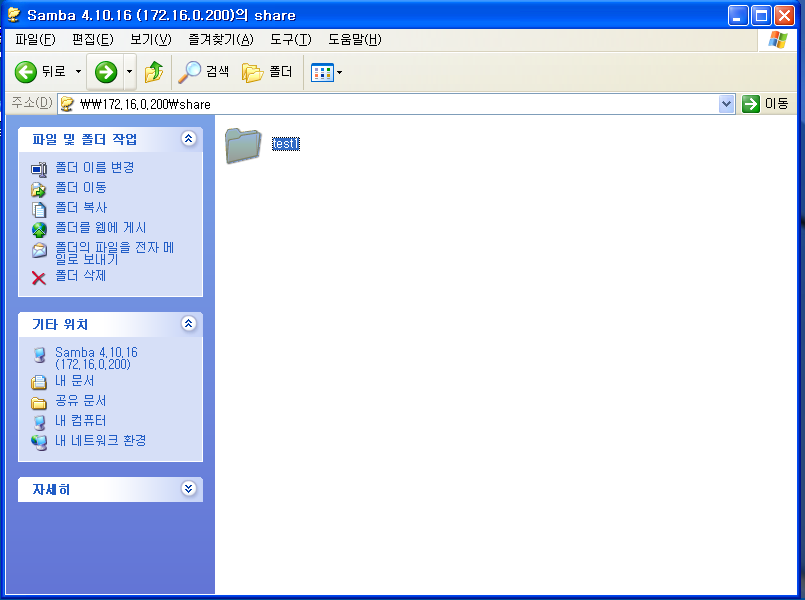 Samba 4.10.16 (172.16.0.200)의 share
파일(F) 편집(E) 보기(V) 즐겨찾기(A) 도구(T) 도움말(H)
뒤로 검색 폴더
주소(D) ₩₩172.16.0.200₩share 이동
파일 및 폴더 작업
폴더 이름 변경
폴더 이동
폴더 복사
폴더를 웹에 게시
폴더의 파일을 전자 메
일로 보내기
폴더 삭제
기타 위치
Samba 4.10.16
(172.16.0.200)
내 문서
공유 문서
내 컴퓨터
내 네트워크 환경
자세히
test1